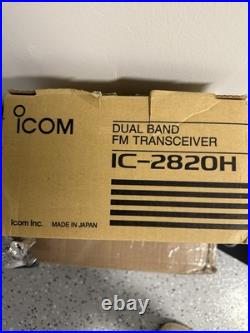 ICOM
DUAL BAND
FM TRANSCEIVER
IC-2820H
Icom Inc. MADE IN JAPAN